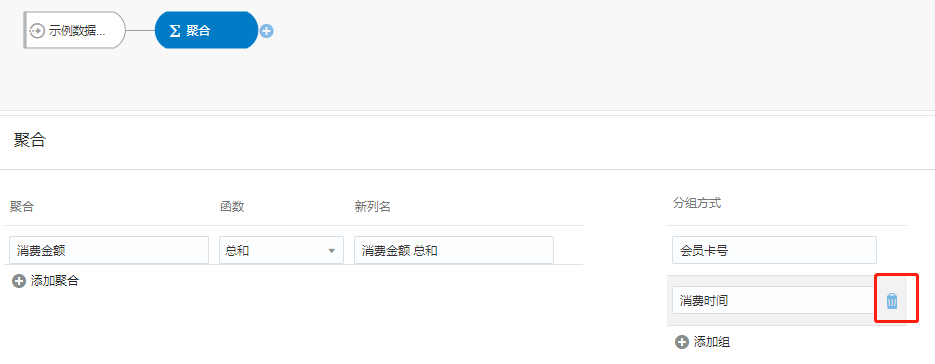 示例数据...
聚合
聚合
聚合 函数 新列名 分组方式
消费金额 总和 消费金额 总和 会员卡号
添加聚合
消费时间
添加组